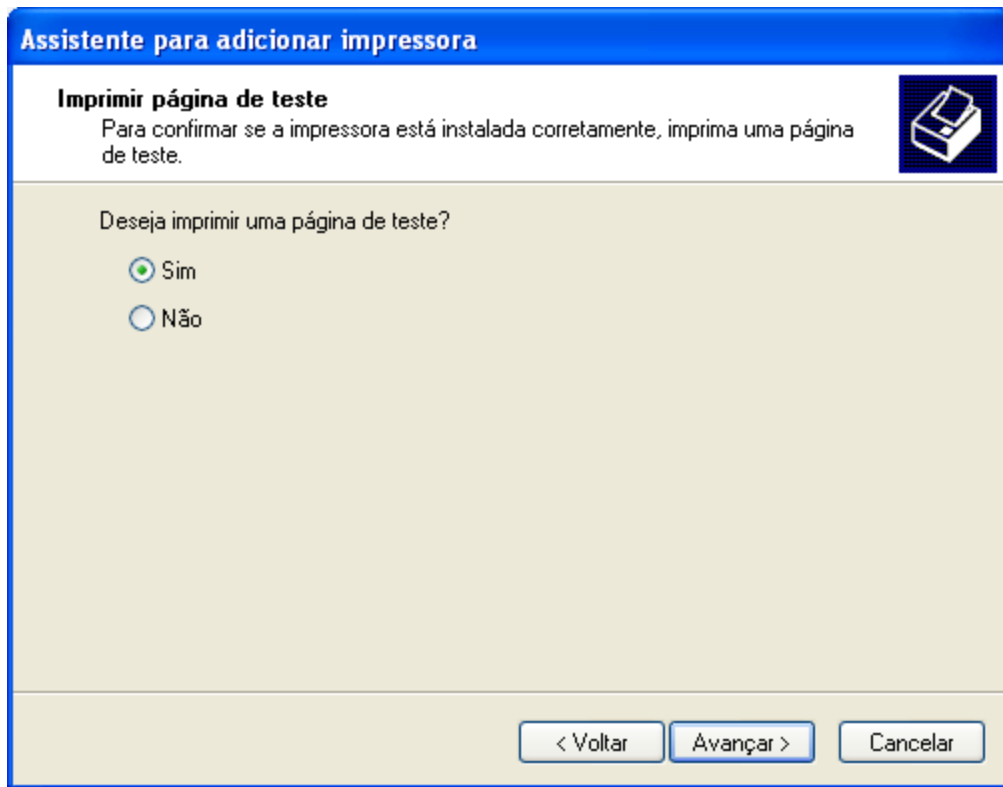 Assistente para adicionar impressora
Imprimir página de teste
Para confirmar se a impressora está instalada corretamente, imprima uma página
de teste.
Deseja imprimir uma página de teste?
Sim
Não
< Voltar
Avançar >
Cancelar